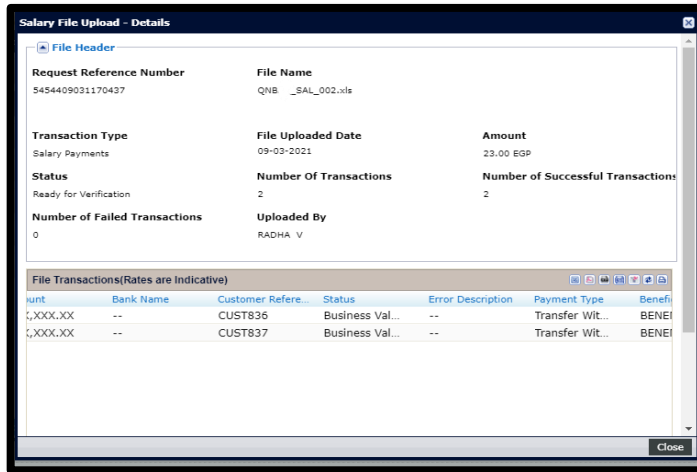 Salary File Upload - Details
File Header
Request Reference Number File Name
5454409031170437 QNB _SAL_002.xls
Transaction Type File Uploaded Date Amount
Salary Payments 09-03-2021 23.00 EGP
Status Number Of Transactions Number of Successful Transactions
Ready for Verification 2 2
Number of Failed Transactions Uploaded By
0 RADHA V
File Transactions(Rates are Indicative)
ount Bank Name Customer Refere... Status Error Description Payment Type Benefi
,XXX.XX -- CUST836 Business Val... -- Transfer Wit... BENE
,XXX.XX -- CUST837 Business Val... -- Transfer Wit... BENE
Close